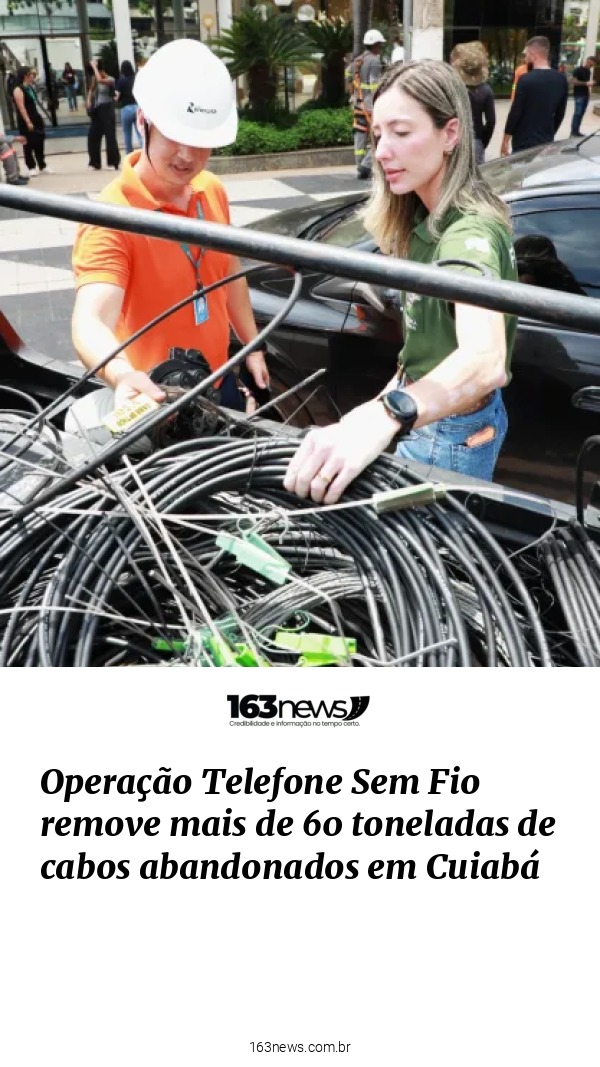 energisa
163news
Credibilidade e informação no tempo certo.
Operação Telefone Sem Fio
remove mais de 60 toneladas de
cabos abandonados em Cuiabá
163news.com.br